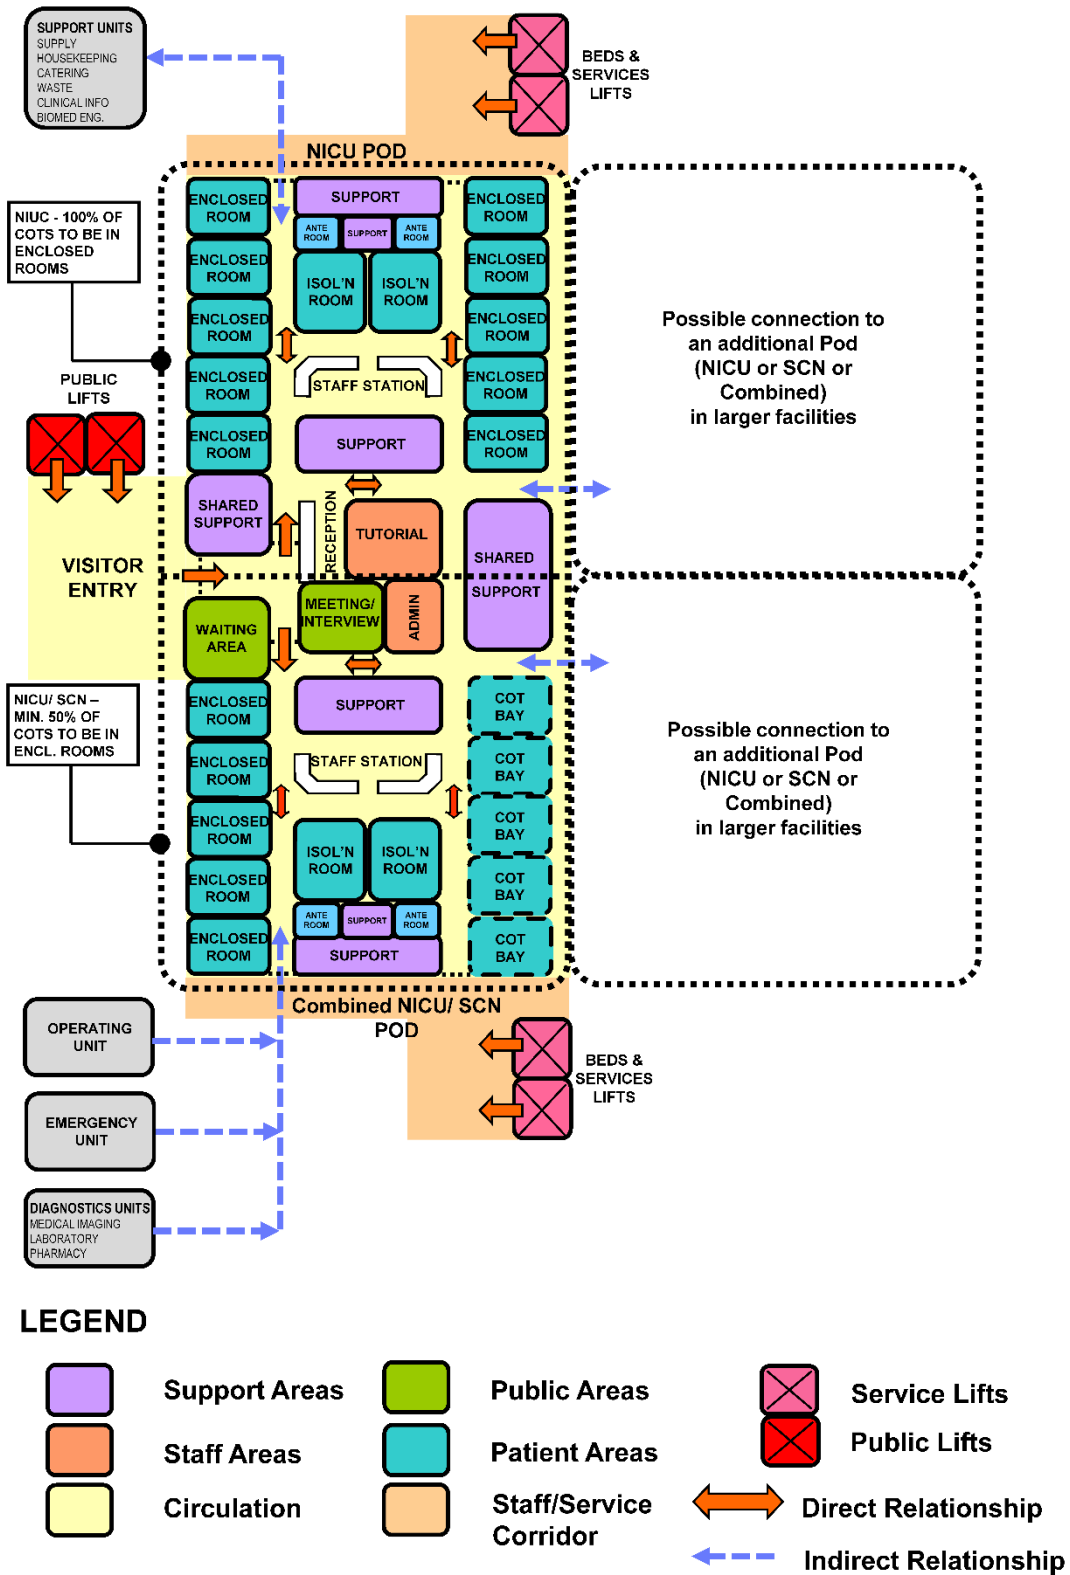 SUPPORT UNITS
SUPPLY
HOUSEKEEPING
CATERING
WASTE
CLINICAL INFO
BIOMED ENG.
BEDS &
SERVICES
LIFTS
NICU POD
NIUC - 100% OF
COTS TO BE IN
ENCLOSED
ROOMS
ENCLOSED
ROOM
SUPPORT
ENCLOSED
ROOM
ANTE
ROOM
SUPPORT
ANTE
ROOM
ENCLOSED
ROOM
ENCLOSED
ROOM
ISOL'N
ROOM
ISOL'N
ROOM
ENCLOSED
ROOM
ENCLOSED
ROOM
ENCLOSED
ROOM
ENCLOSED
ROOM
STAFF STATION
PUBLIC
LIFTS
ENCLOSED
ROOM
SUPPORT
ENCLOSED
ROOM
Possible connection to
an additional Pod
(NICU or SCN or
Combined)
in larger facilities
SHARED
SUPPORT
RECEPTION
TUTORIAL
SHARED
SUPPORT
VISITOR
ENTRY
MEETING/
INTERVIEW
ADMIN
WAITING
AREA
NICU/ SCN –
MIN. 50% OF
COTS TO BE IN
ENCL. ROOMS
ENCLOSED
ROOM
SUPPORT
COT
BAY
ENCLOSED
ROOM
STAFF STATION
COT
BAY
ENCLOSED
ROOM
COT
BAY
ISOL'N
ROOM
ISOL'N
ROOM
ENCLOSED
ROOM
COT
BAY
ANTE
ROOM
SUPPORT
ANTE
ROOM
ENCLOSED
ROOM
SUPPORT
COT
BAY
Possible connection to
an additional Pod
(NICU or SCN or
Combined)
in larger facilities
Combined NICU/ SCN
POD
BEDS &
SERVICES
LIFTS
OPERATING
UNIT
EMERGENCY
UNIT
DIAGNOSTICS UNITS
MEDICAL IMAGING
LABORATORY
PHARMACY
LEGEND
Support Areas
Public Areas
Service Lifts
Staff Areas
Patient Areas
Public Lifts
Circulation
Staff/Service
Corridor
Direct Relationship
Indirect Relationship